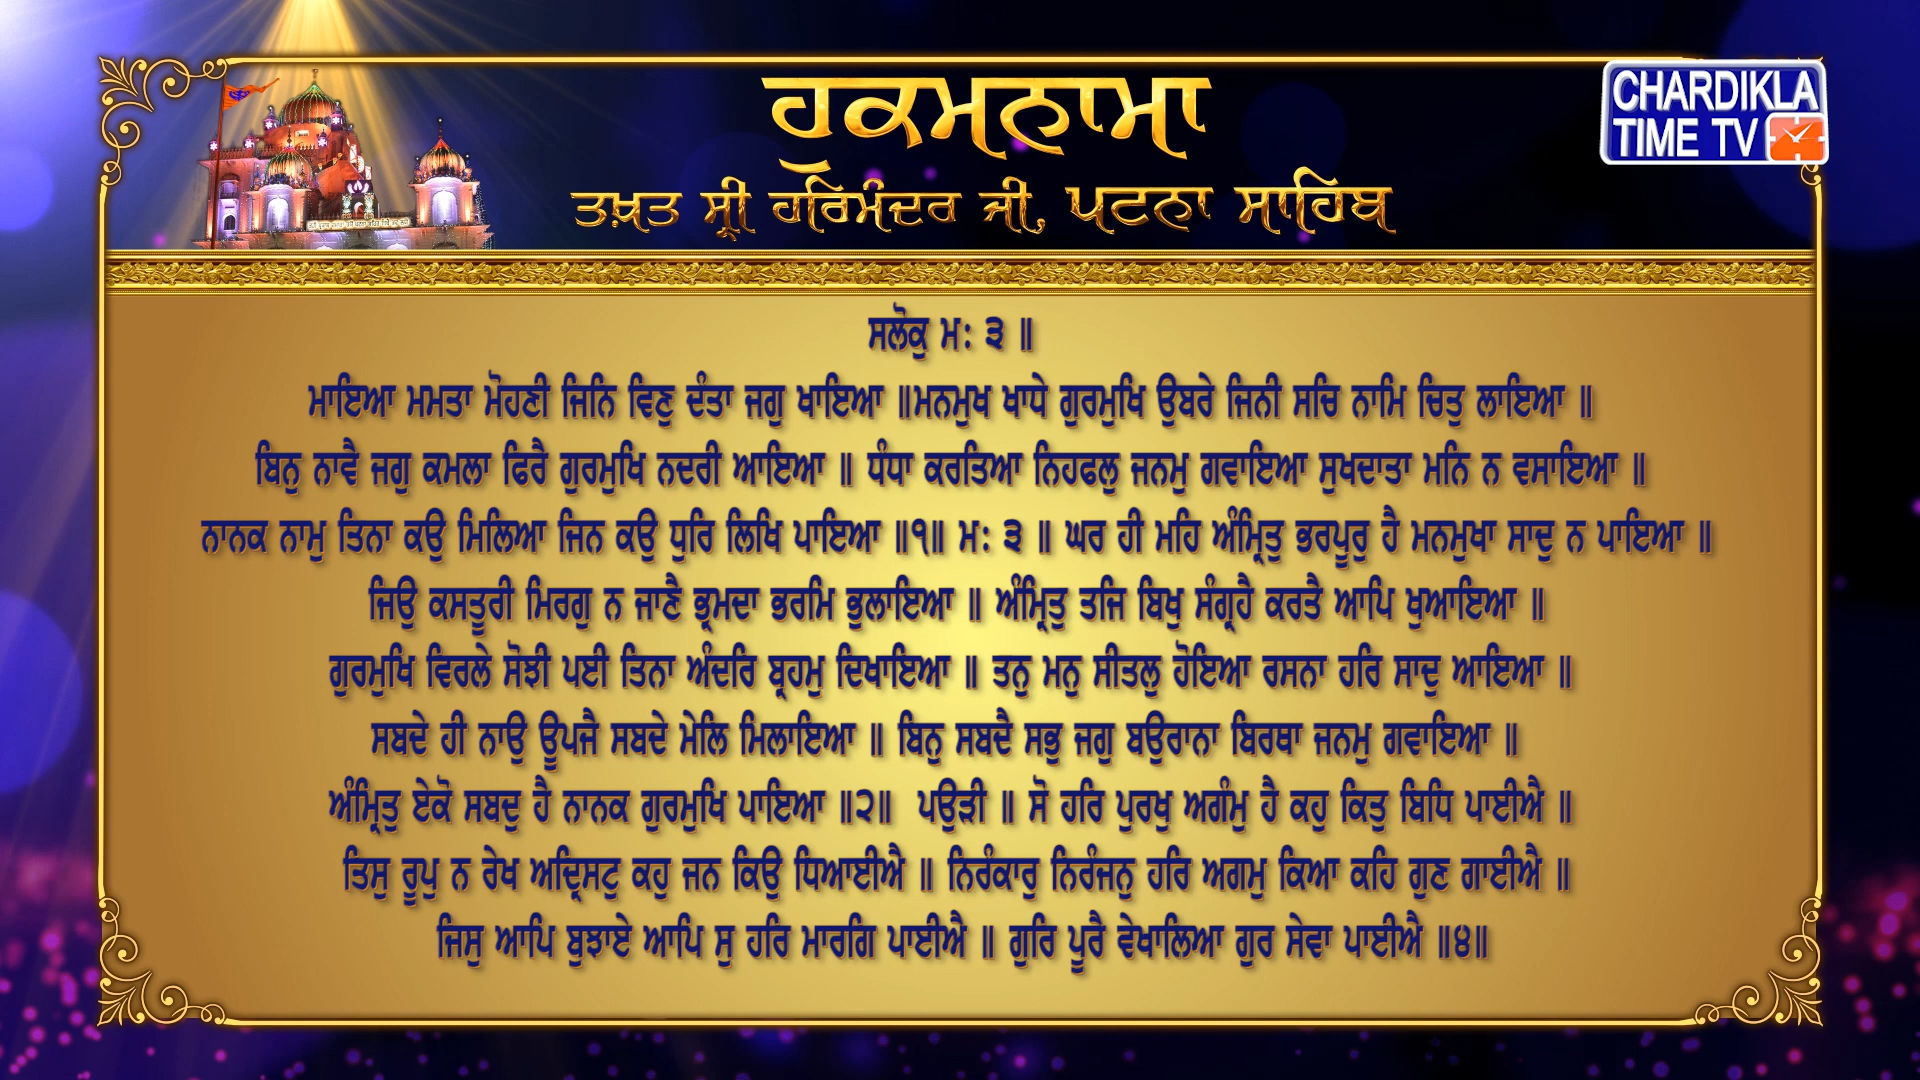 ਹੁਕਮਨਾਮਾ
ਤਖ਼ਤ ਸ੍ਰੀ ਹਰਿਮੰਦਰ ਜੀ, ਪਟਨਾ ਸਾਹਿਬ
CHARDIKLA
TIME TV
ਸਲੋਕੁ ਮਃ ੩ ॥
ਮਾਇਆ ਮਮਤਾ ਮੋਹਣੀ ਜਿਨਿ ਵਿਣੁ ਦੰਤਾ ਜਗੁ ਖਾਇਆ ॥ਮਨਮੁਖ ਖਾਧੇ ਗੁਰਮੁਖਿ ਉਬਰੇ ਜਿਨੀ ਸਚਿ ਨਾਮਿ ਚਿਤੁ ਲਾਇਆ ॥
ਬਿਨੁ ਨਾਵੈ ਜਗੁ ਕਮਲਾ ਫਿਰੈ ਗੁਰਮੁਖਿ ਨਦਰੀ ਆਇਆ ॥ ਧੰਧਾ ਕਰਤਿਆ ਨਿਹਫਲੁ ਜਨਮੁ ਗਵਾਇਆ ਸੁਖਦਾਤਾ ਮਨਿ ਨ ਵਸਾਇਆ ॥
ਨਾਨਕ ਨਾਮੁ ਤਿਨਾ ਕਉ ਮਿਲਿਆ ਜਿਨ ਕਉ ਧੁਰਿ ਲਿਖਿ ਪਾਇਆ ॥੧॥ ਮਃ ੩ ॥ ਘਰ ਹੀ ਮਹਿ ਅੰਮ੍ਰਿਤੁ ਭਰਪੂਰੁ ਹੈ ਮਨਮੁਖਾ ਸਾਦੁ ਨ ਪਾਇਆ ॥
ਜਿਉ ਕਸਤੂਰੀ ਮਿਰਗੁ ਨ ਜਾਣੈ ਭ੍ਰਮਦਾ ਭਰਮਿ ਭੁਲਾਇਆ ॥ ਅੰਮ੍ਰਿਤੁ ਤਜਿ ਬਿਖੁ ਸੰਗ੍ਰਹੈ ਕਰਤੈ ਆਪਿ ਖੁਆਇਆ ॥
ਗੁਰਮੁਖਿ ਵਿਰਲੇ ਸੋਝੀ ਪਈ ਤਿਨਾ ਅੰਦਰਿ ਬ੍ਰਹਮੁ ਦਿਖਾਇਆ ॥ ਤਨੁ ਮਨੁ ਸੀਤਲੁ ਹੋਇਆ ਰਸਨਾ ਹਰਿ ਸਾਦੁ ਆਇਆ ॥
ਸਬਦੇ ਹੀ ਨਾਉ ਊਪਜੈ ਸਬਦੇ ਮੇਲਿ ਮਿਲਾਇਆ ॥ ਬਿਨੁ ਸਬਦੈ ਸਭੁ ਜਗੁ ਬਉਰਾਨਾ ਬਿਰਥਾ ਜਨਮੁ ਗਵਾਇਆ ॥
ਅੰਮ੍ਰਿਤੁ ਏਕੋ ਸਬਦੁ ਹੈ ਨਾਨਕ ਗੁਰਮੁਖਿ ਪਾਇਆ ॥੨॥ ਪਉੜੀ ॥ ਸੋ ਹਰਿ ਪੁਰਖੁ ਅਗੰਮੁ ਹੈ ਕਹੁ ਕਿਤੁ ਬਿਧਿ ਪਾਈਐ ॥
ਤਿਸੁ ਰੂਪੁ ਨ ਰੇਖ ਅਦ੍ਰਿਸਟੁ ਕਹੁ ਜਨ ਕਿਉ ਧਿਆਈਐ ॥ ਨਿਰੰਕਾਰੁ ਨਿਰੰਜਨੁ ਹਰਿ ਅਗਮੁ ਕਿਆ ਕਹਿ ਗੁਣ ਗਾਈਐ ॥
ਜਿਸੁ ਆਪਿ ਬੁਝਾਏ ਆਪਿ ਸੁ ਹਰਿ ਮਾਰਗਿ ਪਾਈਐ ॥ ਗੁਰਿ ਪੂਰੈ ਵੇਖਾਲਿਆ ਗੁਰ ਸੇਵਾ ਪਾਈਐ ॥੪॥